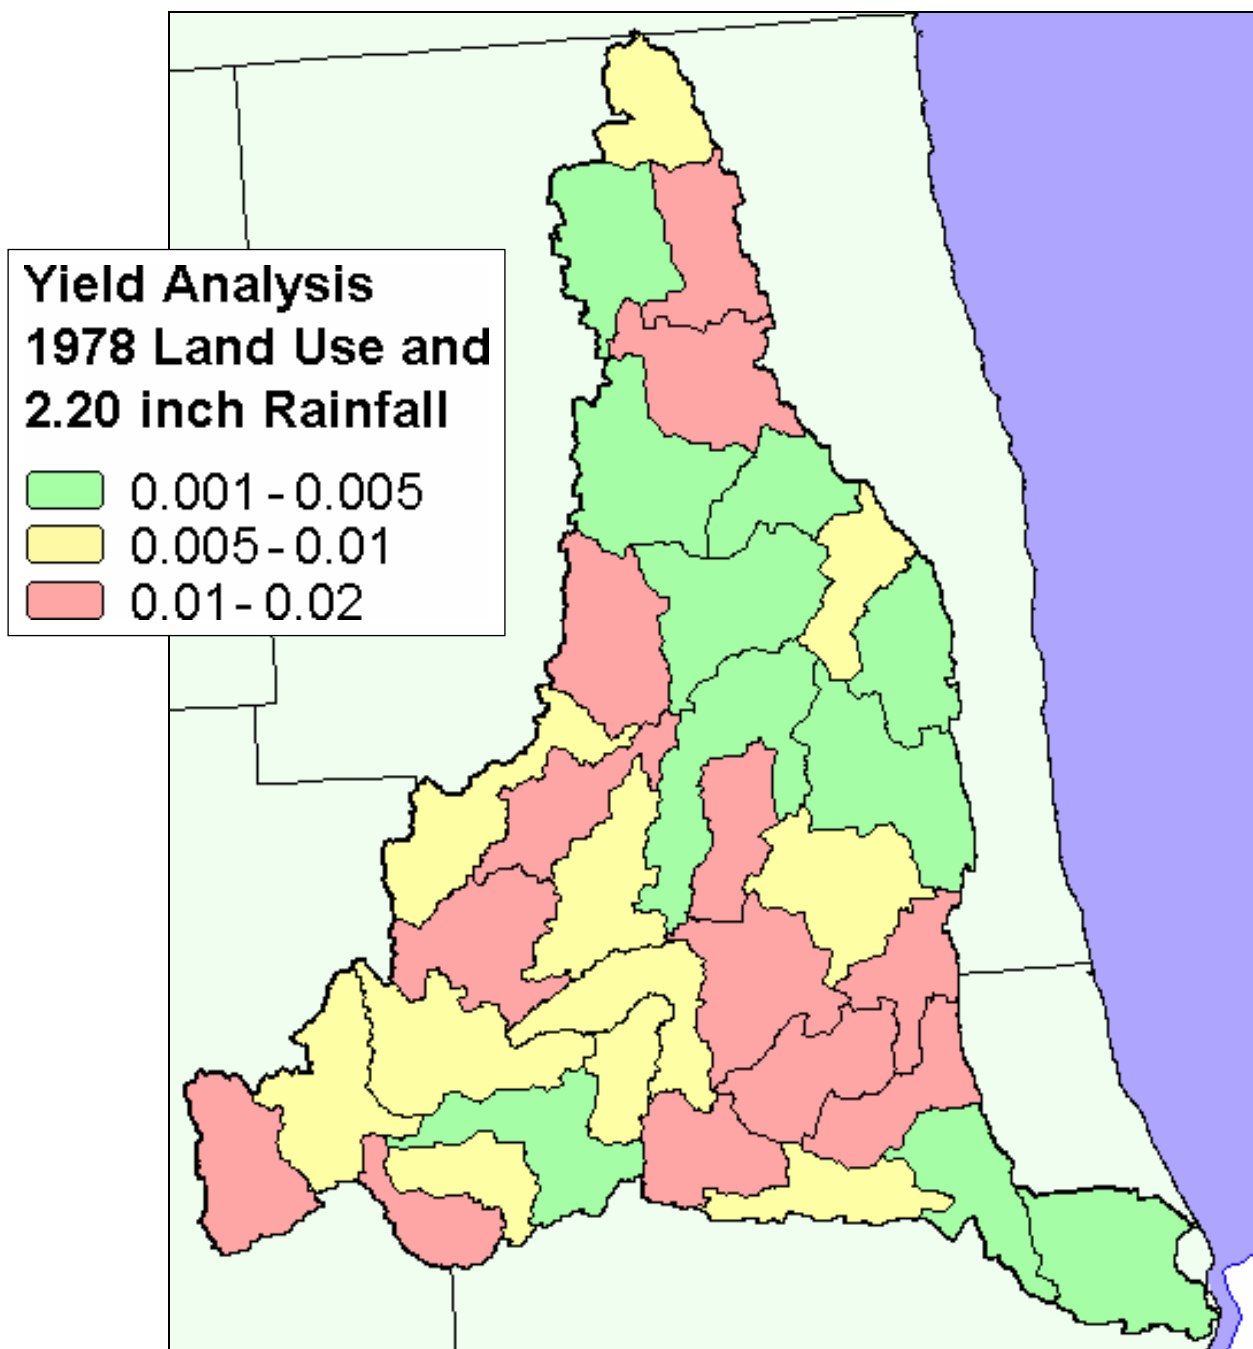 Yield Analysis
1978 Land Use and
2.20 inch Rainfall
0.001 - 0.005
0.005 - 0.01
0.01 - 0.02